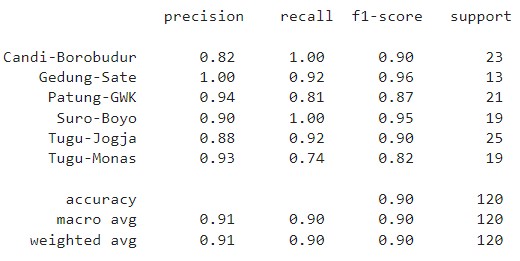 precision recall f1-score support
Candi-Borobudur 0.82 1.00 0.90 23
Gedung-Sate 1.00 0.92 0.96 13
Patung-GWK 0.94 0.81 0.87 21
Suro-Boyo 0.90 1.00 0.95 19
Tugu-Jogja 0.88 0.92 0.90 25
Tugu-Monas 0.93 0.74 0.82 19
accuracy 0.90 120
macro avg 0.91 0.90 0.90 120
weighted avg 0.91 0.90 0.90 120